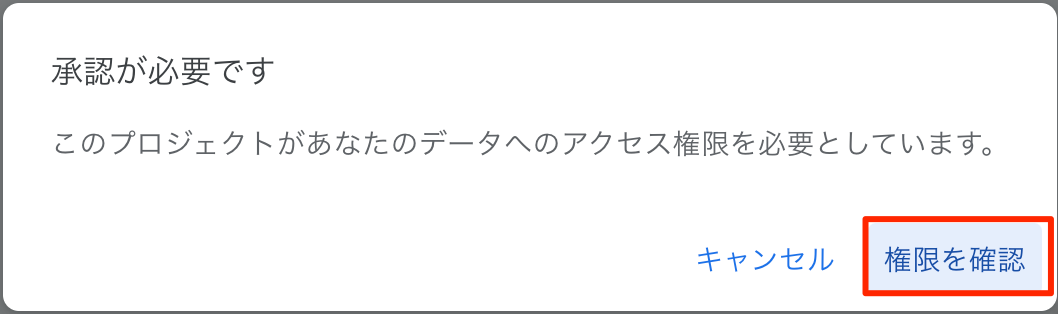 承認が必要です
このプロジェクトがあなたのデータへのアクセス権限を必要としています。
キャンセル 権限を確認